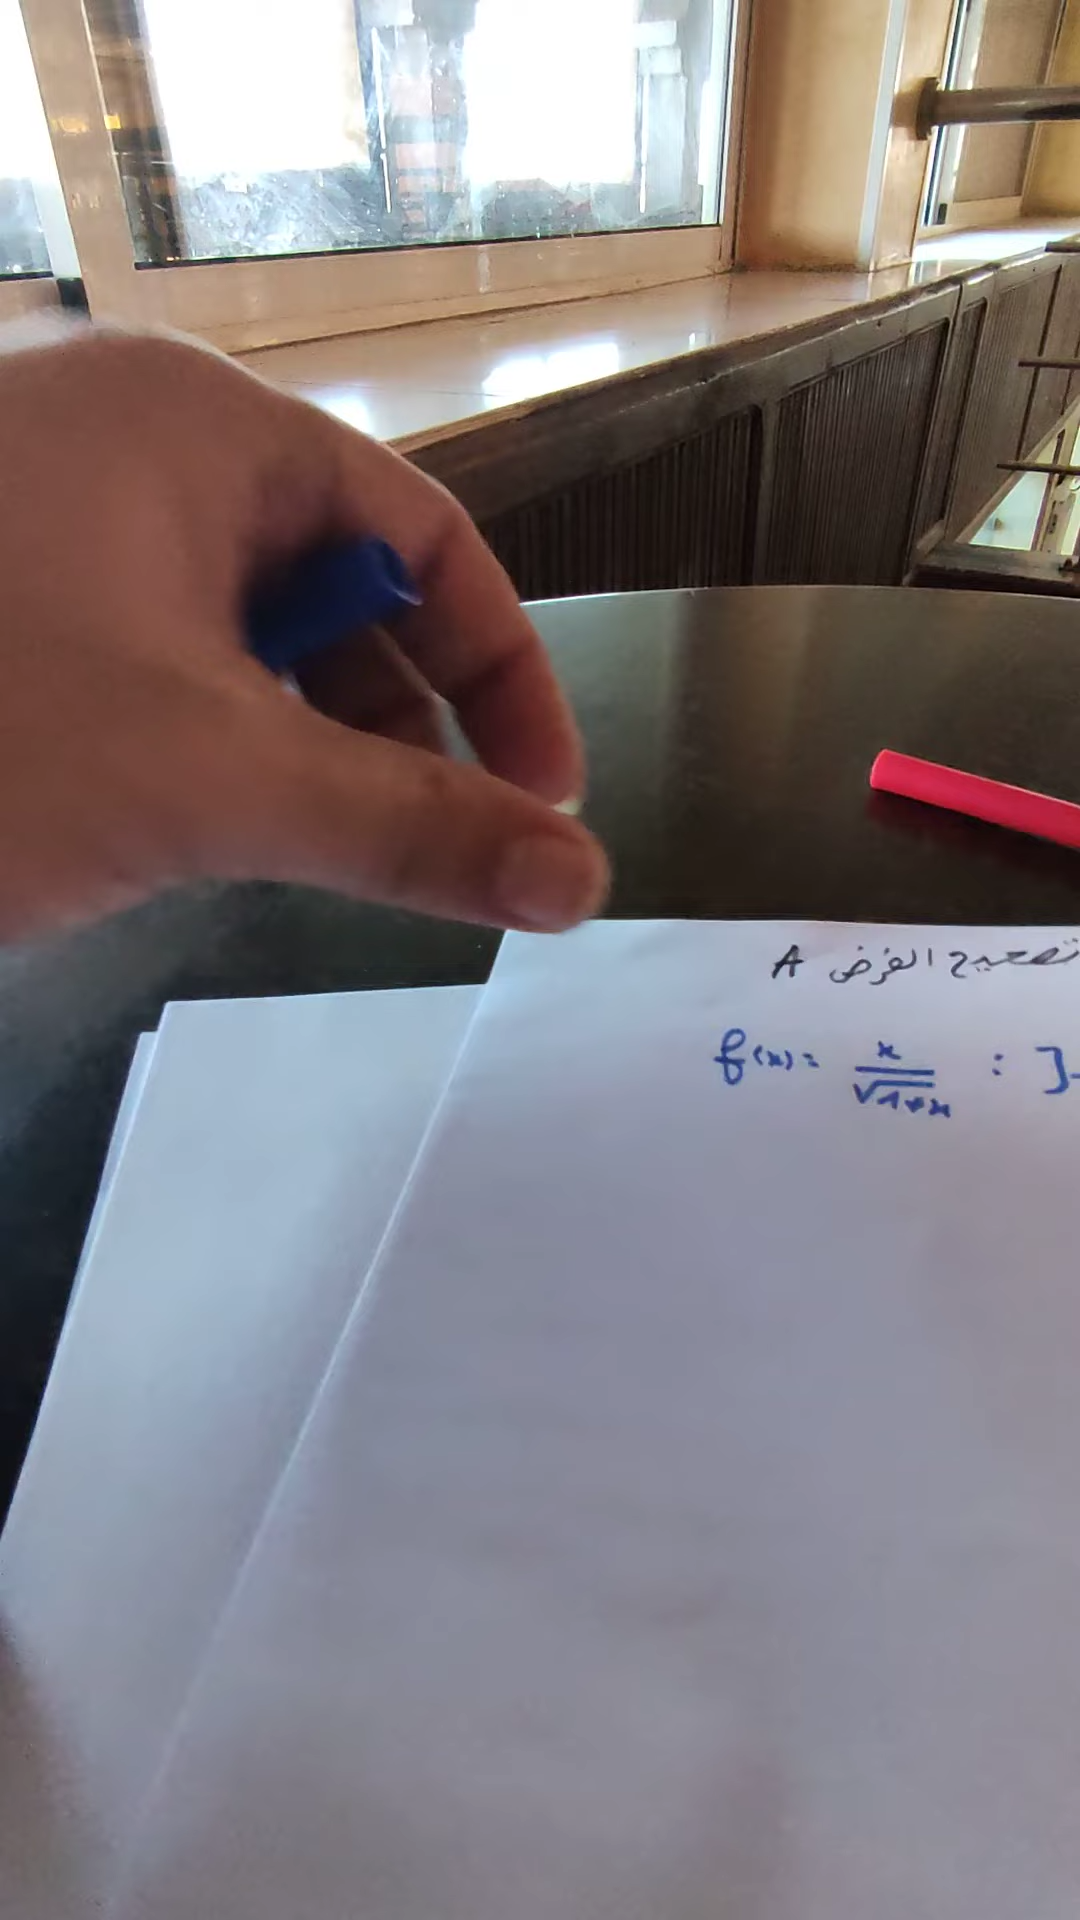 تصحيح الفرض A
f(x) = x/√(1+x) : ]-